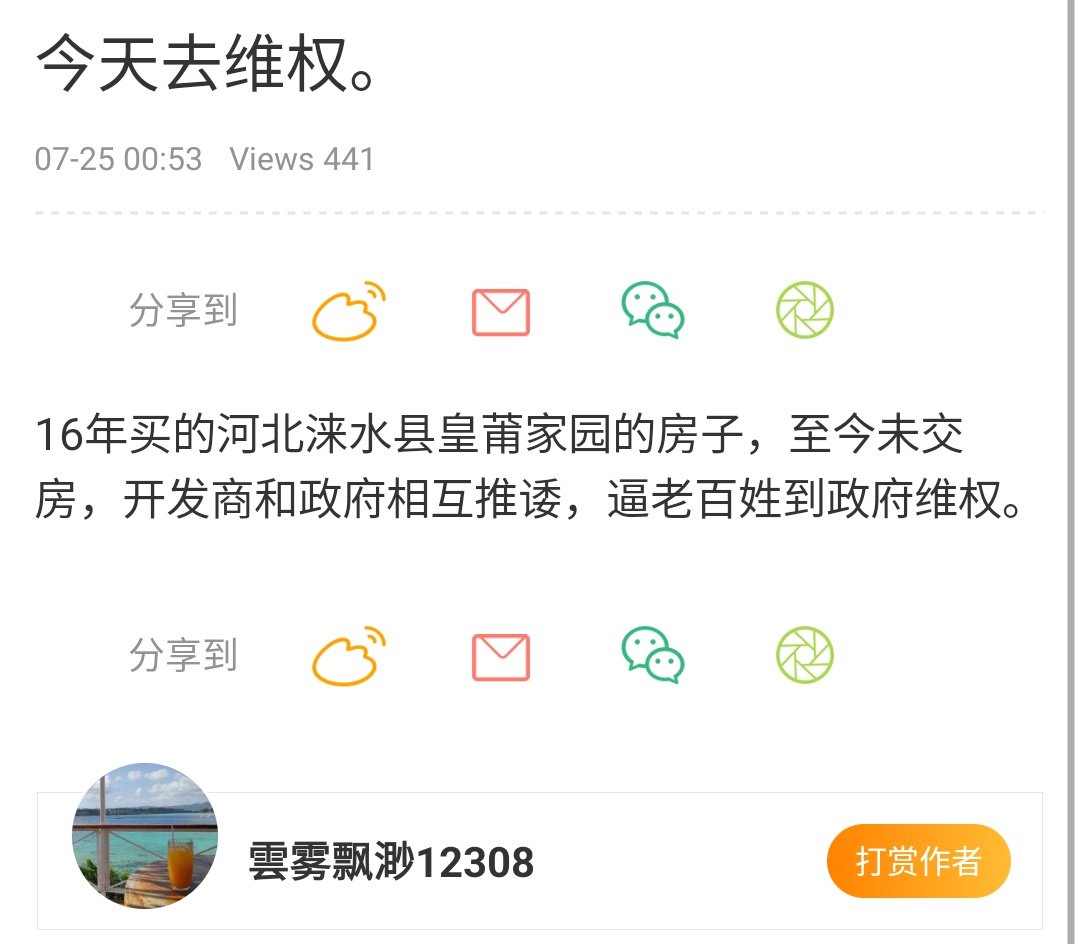 今天去维权。
07-25 00:53 Views 441
分享到
16年买的河北涞水县皇莆家园的房子，至今未交
房，开发商和政府相互推诿，逼老百姓到政府维权。
分享到
雲雾飘渺12308
打赏作者